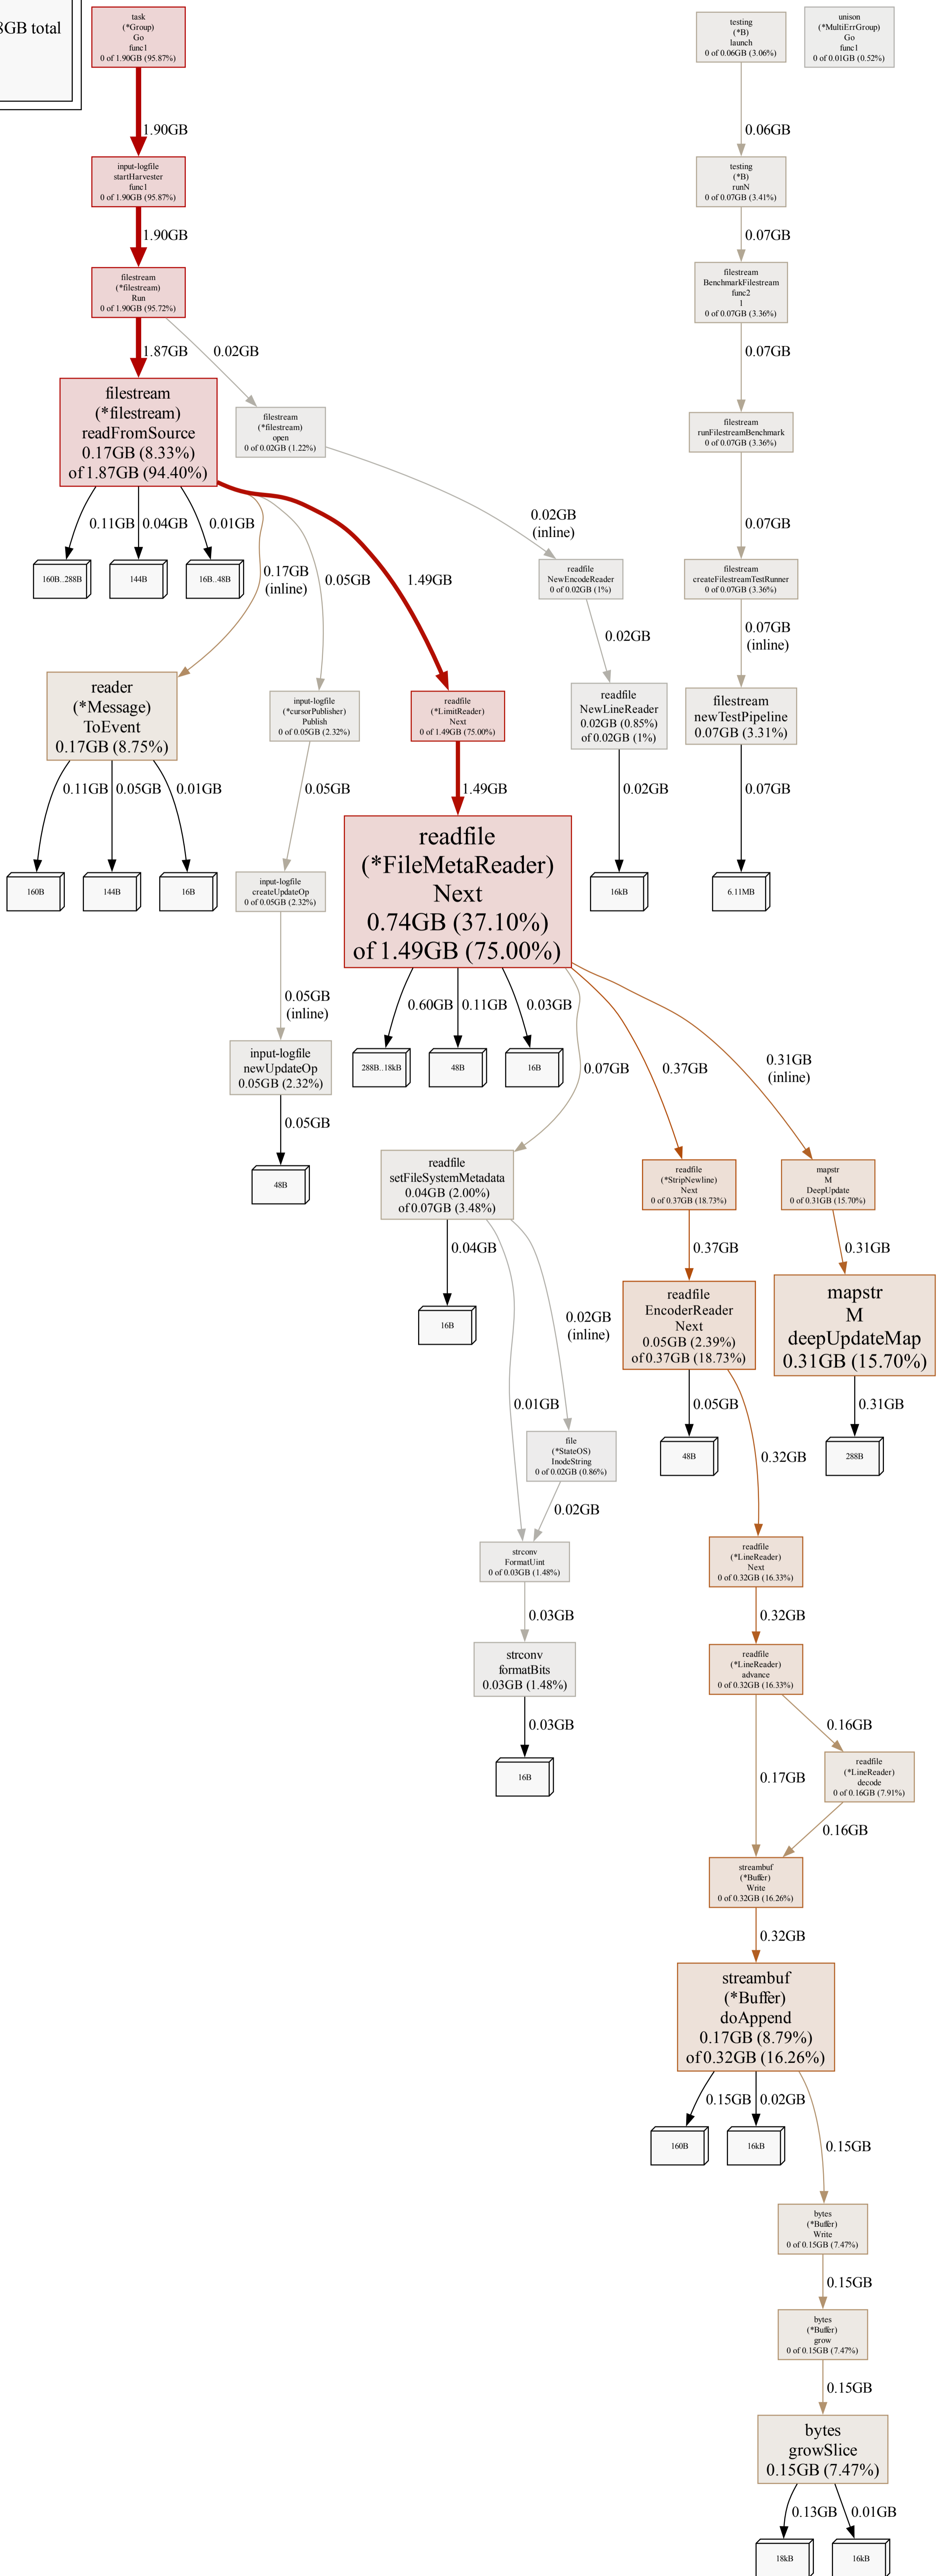 8GB total
task
(*Group)
Go
func1
0 of 1.90GB (95.87%)
testing
(*B)
launch
0 of 0.06GB (3.06%)
unison
(*MultiErrGroup)
Go
func1
0 of 0.01GB (0.52%)
1.90GB
0.06GB
input-logfile
startHarvester
func1
0 of 1.90GB (95.87%)
testing
(*B)
runN
0 of 0.07GB (3.41%)
1.90GB
0.07GB
filestream
(*filestream)
Run
0 of 1.90GB (95.72%)
filestream
BenchmarkFilestream
func2
1
0 of 0.07GB (3.36%)
1.87GB
0.02GB
0.07GB
filestream
(*filestream)
readFromSource
0.17GB (8.33%)
of 1.87GB (94.40%)
filestream
(*filestream)
open
0 of 0.02GB (1.22%)
filestream
runFilestreamBenchmark
0 of 0.07GB (3.36%)
0.11GB
0.04GB
0.01GB
0.17GB
(inline)
0.05GB
1.49GB
0.02GB
(inline)
0.07GB
160B..288B
144B
16B..48B
readfile
NewEncodeReader
0 of 0.02GB (1%)
filestream
createFilestreamTestRunner
0 of 0.07GB (3.36%)
0.02GB
0.07GB
(inline)
reader
(*Message)
ToEvent
0.17GB (8.75%)
input-logfile
(*cursorPublisher)
Publish
0 of 0.05GB (2.32%)
readfile
(*LimitReader)
Next
0 of 1.49GB (75.00%)
readfile
NewLineReader
0.02GB (0.85%)
of 0.02GB (1%)
filestream
newTestPipeline
0.07GB (3.31%)
0.11GB
0.05GB
0.01GB
0.05GB
1.49GB
0.02GB
0.07GB
160B
144B
16B
input-logfile
createUpdateOp
0 of 0.05GB (2.32%)
readfile
(*FileMetaReader)
Next
0.74GB (37.10%)
of 1.49GB (75.00%)
16kB
6.11MB
0.05GB
(inline)
0.60GB
0.11GB
0.03GB
0.07GB
0.37GB
0.31GB
(inline)
input-logfile
newUpdateOp
0.05GB (2.32%)
288B..18kB
48B
16B
0.05GB
48B
readfile
setFileSystemMetadata
0.04GB (2.00%)
of 0.07GB (3.48%)
readfile
(*StripNewline)
Next
0 of 0.37GB (18.73%)
mapstr
M
DeepUpdate
0 of 0.31GB (15.70%)
0.04GB
0.01GB
0.02GB
(inline)
0.37GB
0.31GB
16B
readfile
EncoderReader
Next
0.05GB (2.39%)
of 0.37GB (18.73%)
mapstr
M
deepUpdateMap
0.31GB (15.70%)
0.05GB
0.32GB
0.31GB
file
(*StateOS)
InodeString
0 of 0.02GB (0.86%)
48B
288B
0.02GB
strconv
FormatUint
0 of 0.03GB (1.48%)
readfile
(*LineReader)
Next
0 of 0.32GB (16.33%)
0.03GB
0.32GB
strconv
formatBits
0.03GB (1.48%)
readfile
(*LineReader)
advance
0 of 0.32GB (16.33%)
0.03GB
0.17GB
0.16GB
16B
readfile
(*LineReader)
decode
0 of 0.16GB (7.91%)
0.16GB
streambuf
(*Buffer)
Write
0 of 0.32GB (16.26%)
0.32GB
streambuf
(*Buffer)
doAppend
0.17GB (8.79%)
of 0.32GB (16.26%)
0.15GB
0.02GB
0.15GB
160B
16kB
bytes
(*Buffer)
Write
0 of 0.15GB (7.47%)
0.15GB
bytes
(*Buffer)
grow
0 of 0.15GB (7.47%)
0.15GB
bytes
growSlice
0.15GB (7.47%)
0.13GB
0.01GB
18kB
16kB